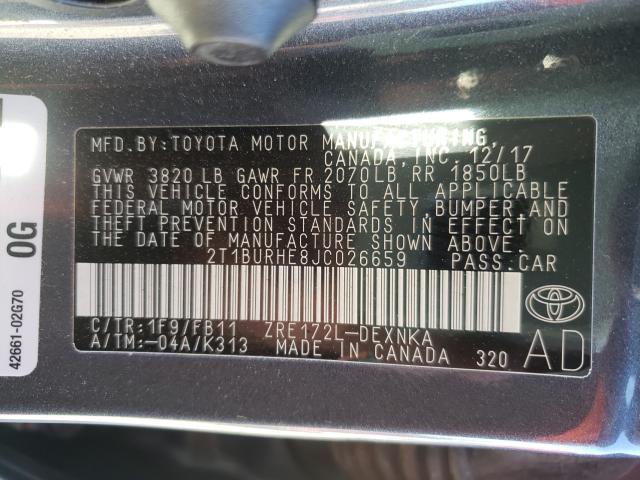 MFD.BY:TOYOTA MOTOR MANUFACTURING,
CANADA, INC. 12/17
GVWR 3820 LB GAWR FR 2070LB RR 1850LB
THIS VEHICLE CONFORMS TO ALL APPLICABLE
FEDERAL MOTOR VEHICLE SAFETY, BUMPER AND
THEFT PREVENTION STANDARDS IN EFFECT ON
THE DATE OF MANUFACTURE SHOWN ABOVE.
2T1BURHE8JC026659 PASS.CAR
C/TR:1F9/FB11 ZRE172L-DEXNKA
A/TM:-04A/K313 MADE IN CANADA 320
AD
0G
42661-02G70